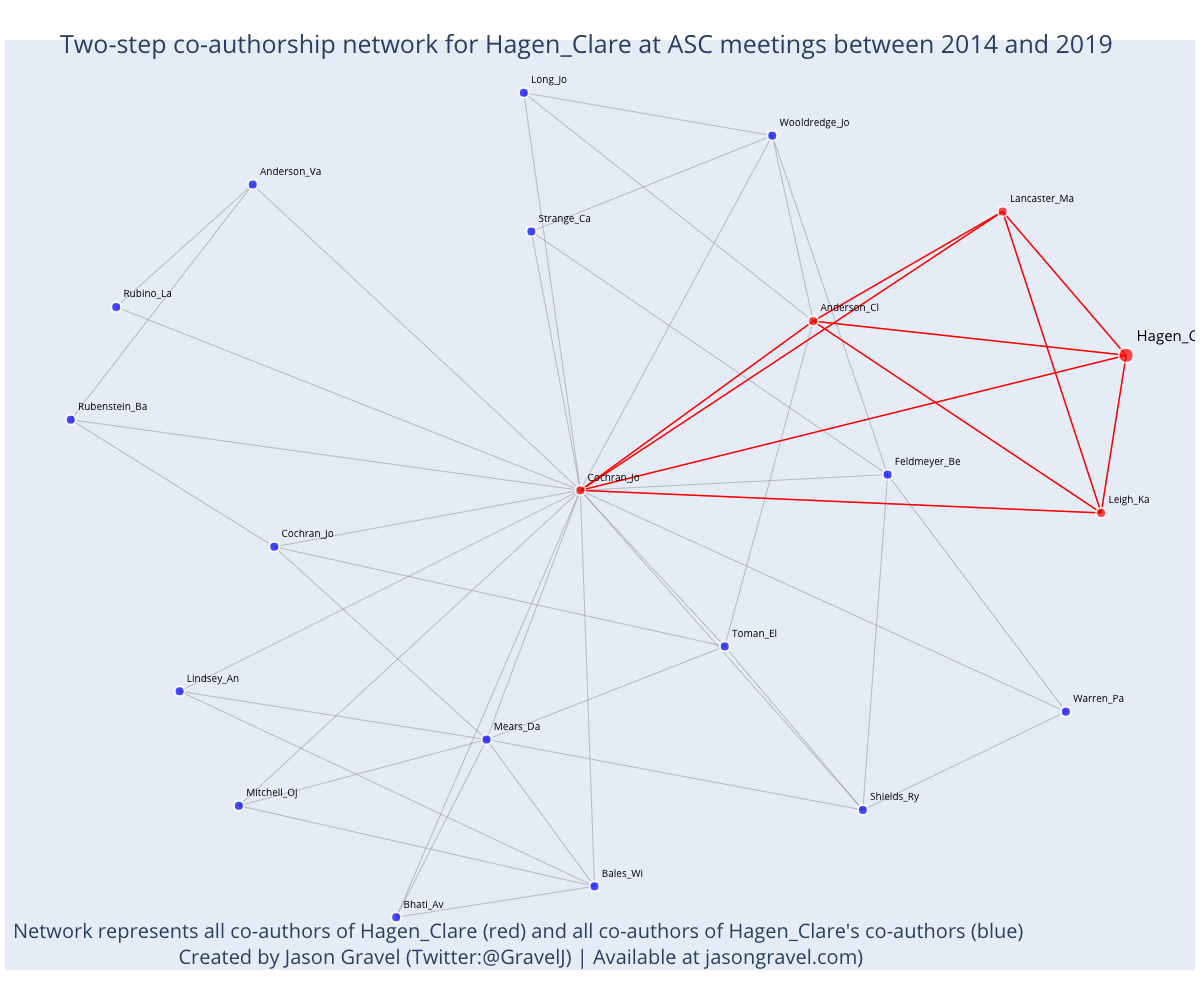 Two-step co-authorship network for Hagen_Clare at ASC meetings between 2014 and 2019
Long_Jo
Wooldredge_Jo
Anderson_Va
Lancaster_Ma
Strange_Ca
Rubino_La
Anderson_Cl
Hagen_C
Rubenstein_Ba
Feldmeyer_Be
Cochran_Jo
Leigh_Ka
Cochran_Jo
Toman_El
Lindsey_An
Warren_Pa
Mears_Da
Mitchell_Oj
Shields_Ry
Bales_Wi
Bhati_Av
Network represents all co-authors of Hagen_Clare (red) and all co-authors of Hagen_Clare's co-authors (blue)
Created by Jason Gravel (Twitter:@GravelJ) | Available at jasongravel.com)